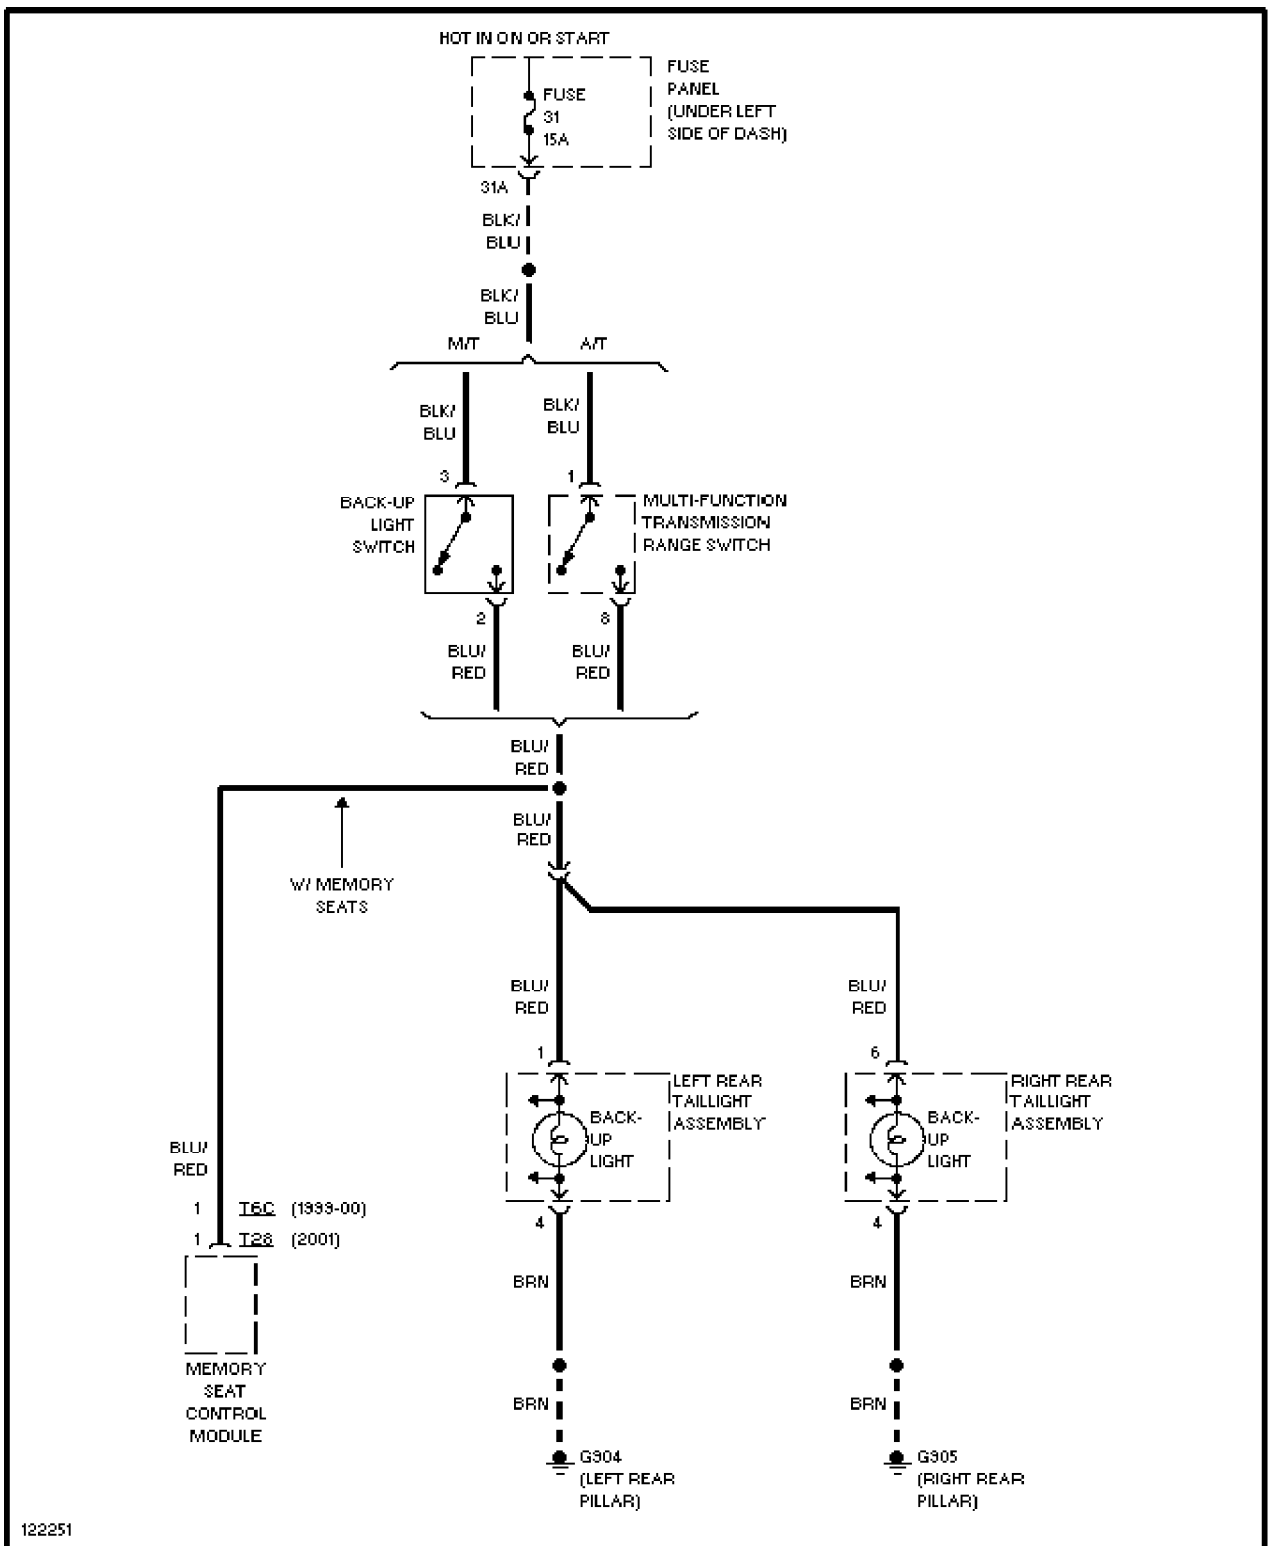 HOT IN ON OR START
FUSE
PANEL
(UNDER LEFT
SIDE OF DASH)
FUSE
31
15A
31A
BLK/
BLU
BLK/
BLU
M/T
A/T
BLK/
BLU
BLK/
BLU
3
1
BACK-UP
LIGHT
SWITCH
MULTI-FUNCTION
TRANSMISSION
RANGE SWITCH
2
8
BLU/
RED
BLU/
RED
BLU/
RED
BLU/
RED
W/ MEMORY
SEATS
BLU/
RED
BLU/
RED
1
6
LEFT REAR
TAILLIGHT
ASSEMBLY
BACK-
UP
LIGHT
RIGHT REAR
TAILLIGHT
ASSEMBLY
BACK-
UP
LIGHT
BLU/
RED
1 T6C (1999-00)
1 T28 (2001)
4
4
BRN
BRN
MEMORY
SEAT
CONTROL
MODULE
BRN
BRN
G904
(LEFT REAR
PILLAR)
G905
(RIGHT REAR
PILLAR)
122251